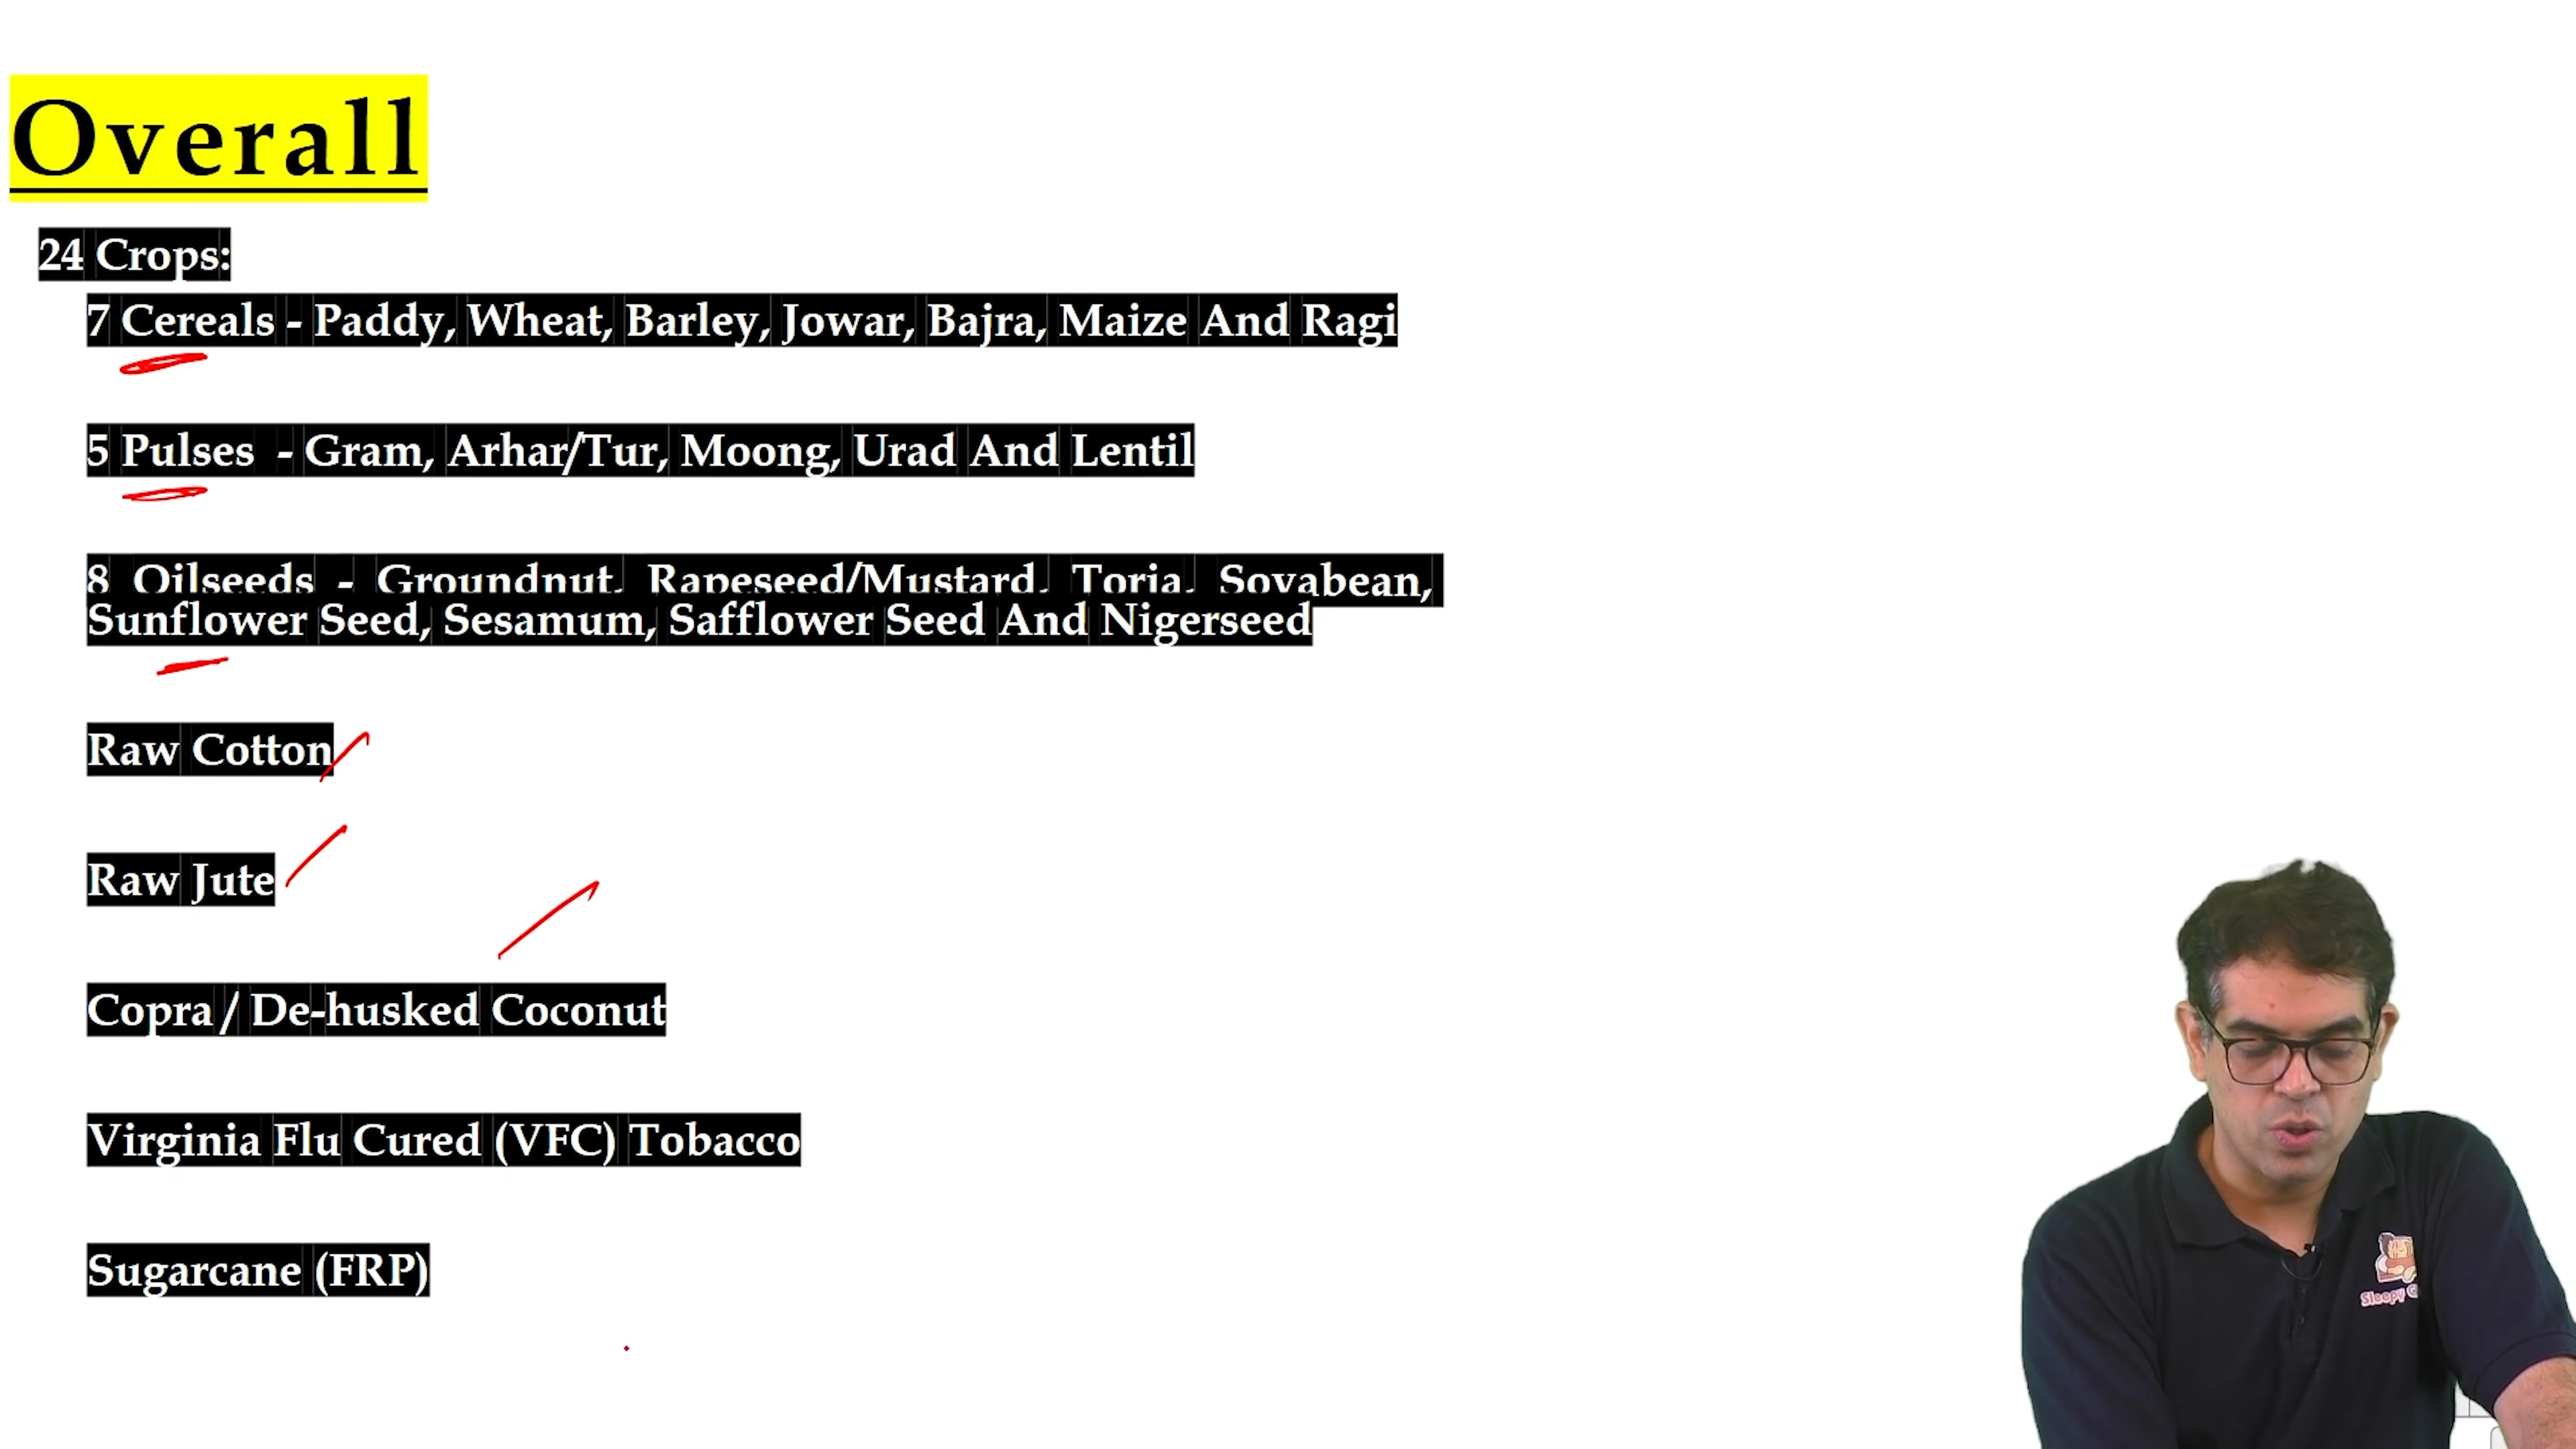 Overall
24 Crops:
7 Cereals - Paddy, Wheat, Barley, Jowar, Bajra, Maize And Ragi
5 Pulses - Gram, Arhar/Tur, Moong, Urad And Lentil
8 Oilseeds - Groundnut, Rapeseed/Mustard, Toria, Soyabean,
Sunflower Seed, Sesamum, Safflower Seed And Nigerseed
Raw Cotton
Raw Jute
Copra / De-husked Coconut
Virginia Flu Cured (VFC) Tobacco
Sugarcane (FRP)
Sleepy